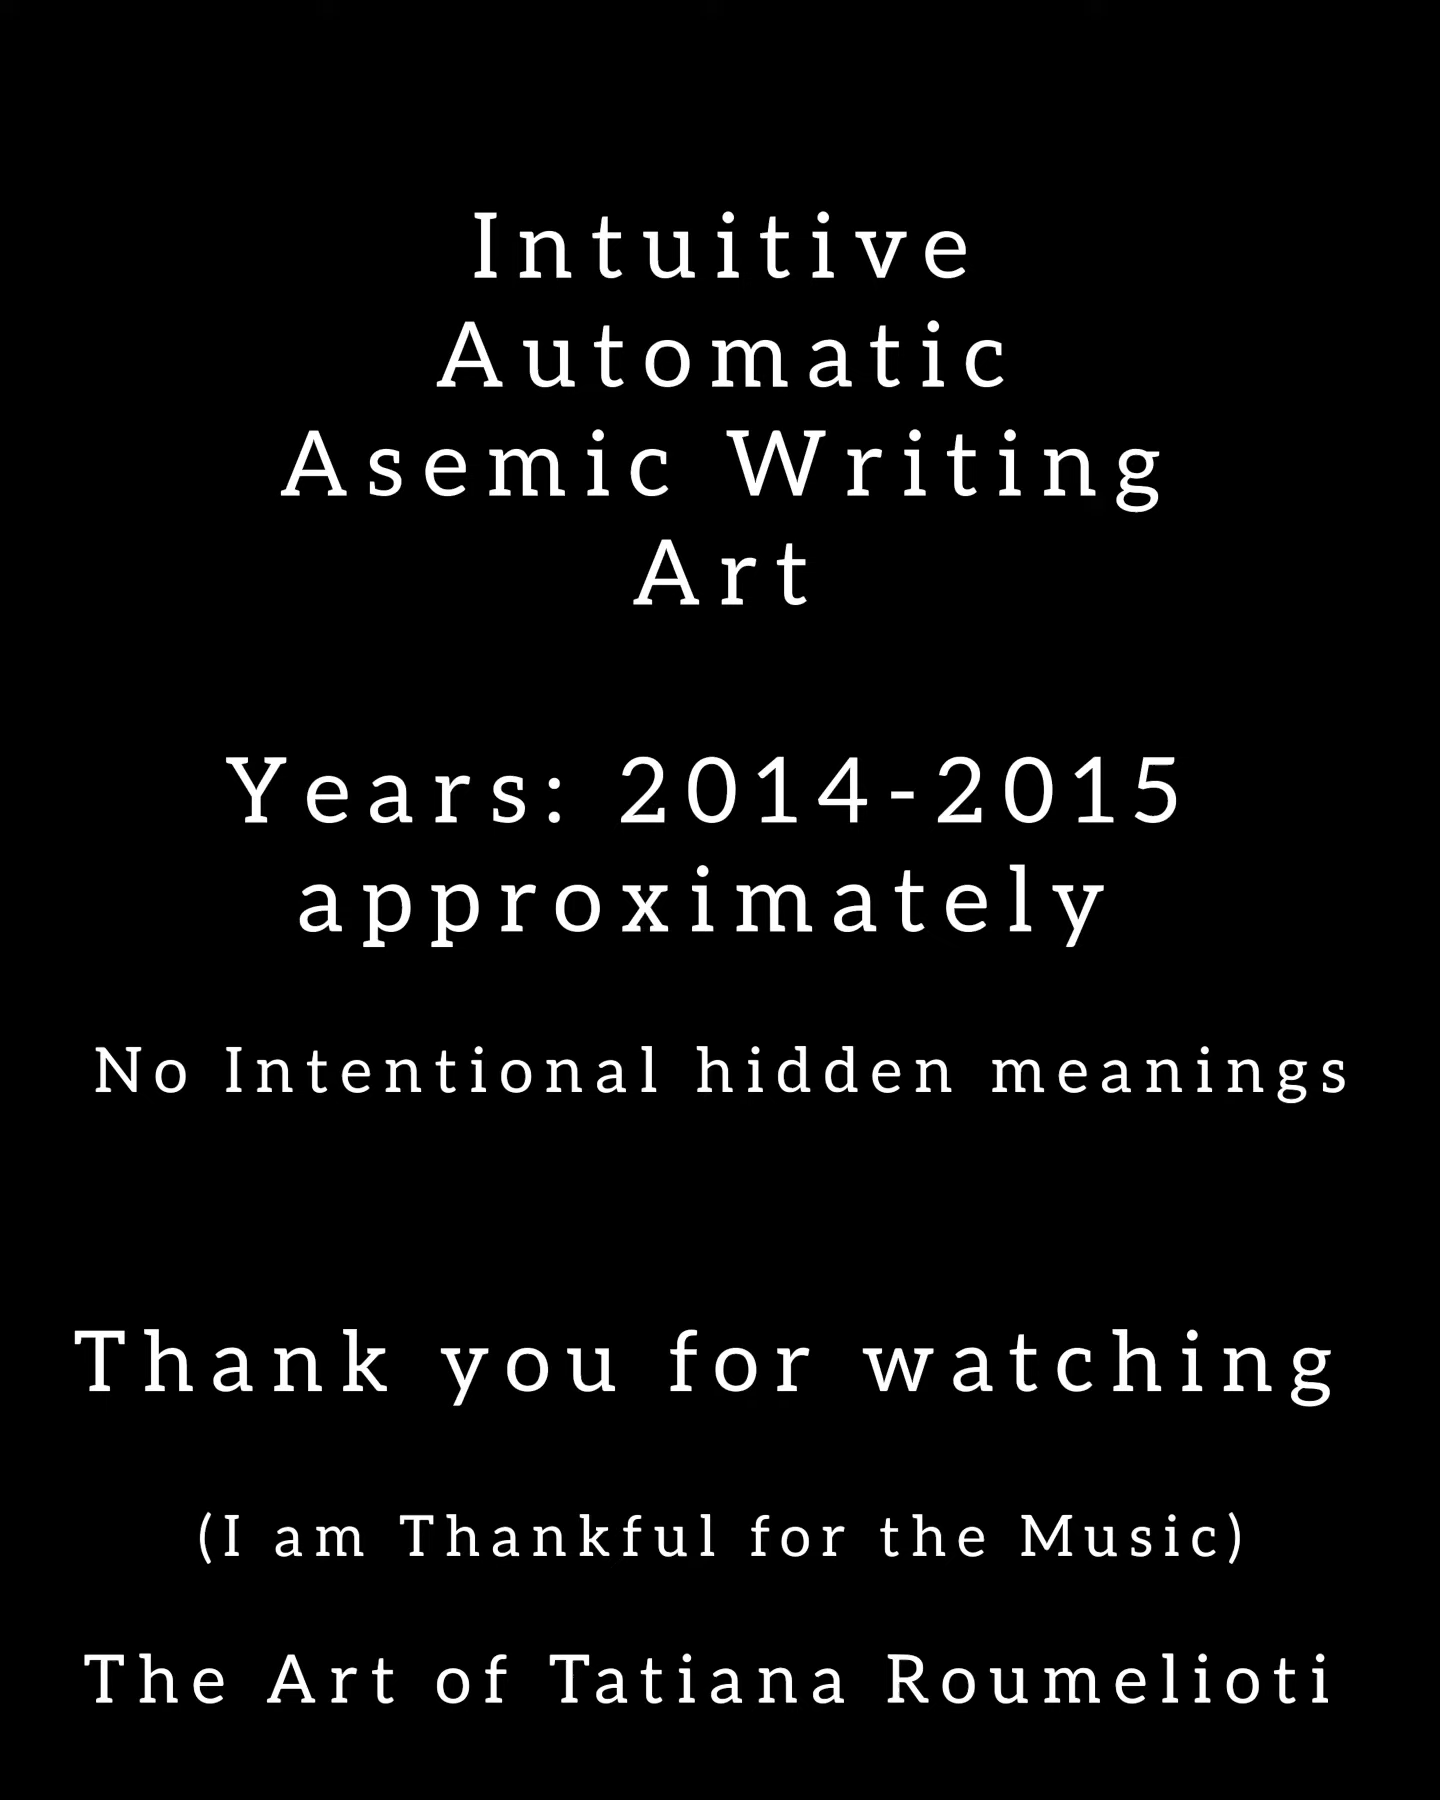 Intuitive
Automatic
Asemic Writing
Art
Years: 2014-2015
approximately
No Intentional hidden meanings
Thank you for watching
(I am Thankful for the Music)
The Art of Tatiana Roumelioti